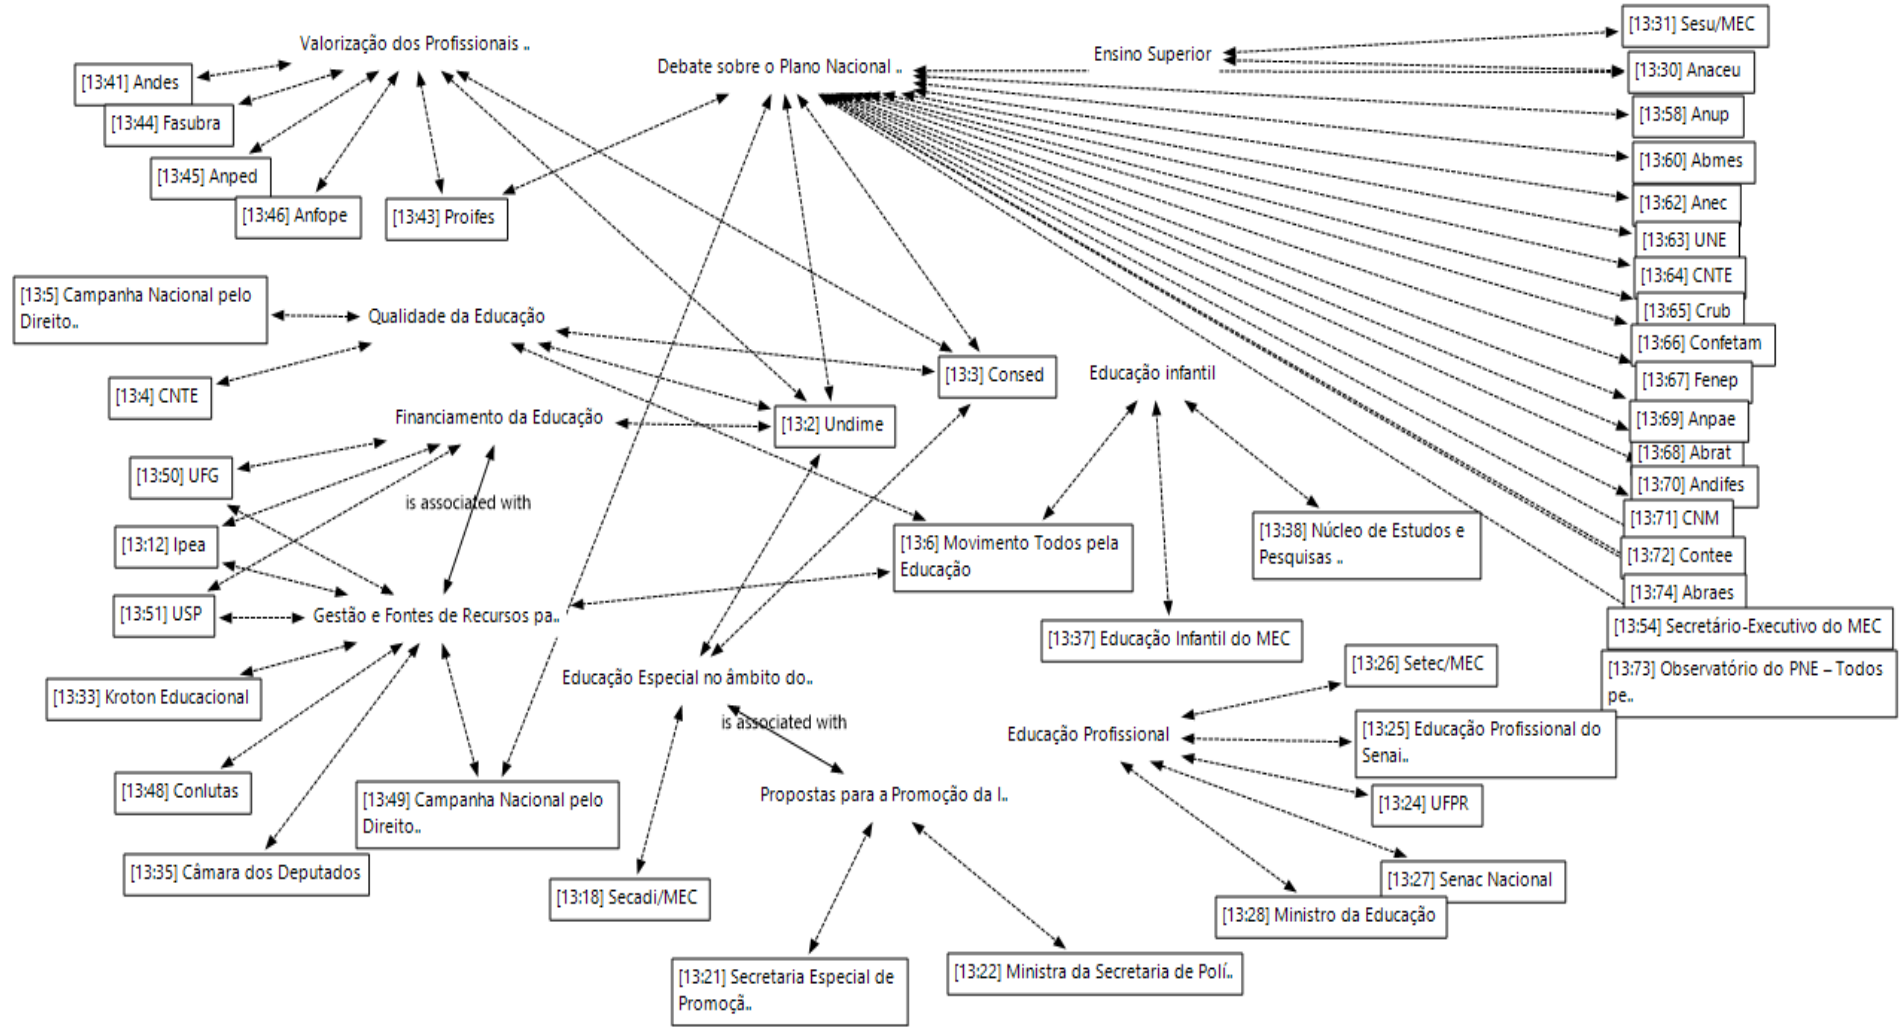 Valorização dos Profissionais ..
[13:41] Andes
[13:44] Fasubra
[13:45] Anped
[13:46] Anfope
[13:43] Proifes
Debate sobre o Plano Nacional ..
Ensino Superior
[13:31] Sesu/MEC
[13:30] Anaceu
[13:58] Anup
[13:60] Abmes
[13:62] Anec
[13:63] UNE
[13:64] CNTE
[13:65] Crub
[13:66] Confetam
[13:67] Fenep
[13:69] Anpae
[13:68] Abrat
[13:70] Andifes
[13:71] CNM
[13:72] Contee
[13:74] Abraes
[13:54] Secretário-Executivo do MEC
[13:73] Observatório do PNE – Todos
pe..
[13:5] Campanha Nacional pelo
Direito..
Qualidade da Educação
[13:4] CNTE
[13:3] Consed
[13:2] Undime
Financiamento da Educação
[13:50] UFG
is associated with
[13:12] Ipea
[13:51] USP
Gestão e Fontes de Recursos pa..
[13:33] Kroton Educacional
[13:48] Conlutas
[13:35] Câmara dos Deputados
[13:49] Campanha Nacional pelo
Direito..
Educação infantil
[13:6] Movimento Todos pela
Educação
[13:38] Núcleo de Estudos e
Pesquisas ..
[13:37] Educação Infantil do MEC
Educação Especial no âmbito do..
is associated with
[13:18] Secadi/MEC
Propostas para a Promoção da I..
[13:21] Secretaria Especial de
Promoçã..
[13:22] Ministra da Secretaria de Polí..
Educação Profissional
[13:26] Setec/MEC
[13:25] Educação Profissional do
Senai..
[13:24] UFPR
[13:27] Senac Nacional
[13:28] Ministro da Educação